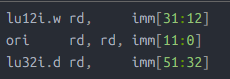 lu12i.w rd, imm[31:12]
ori rd, rd, imm[11:0]
lu32i.d rd, imm[51:32]